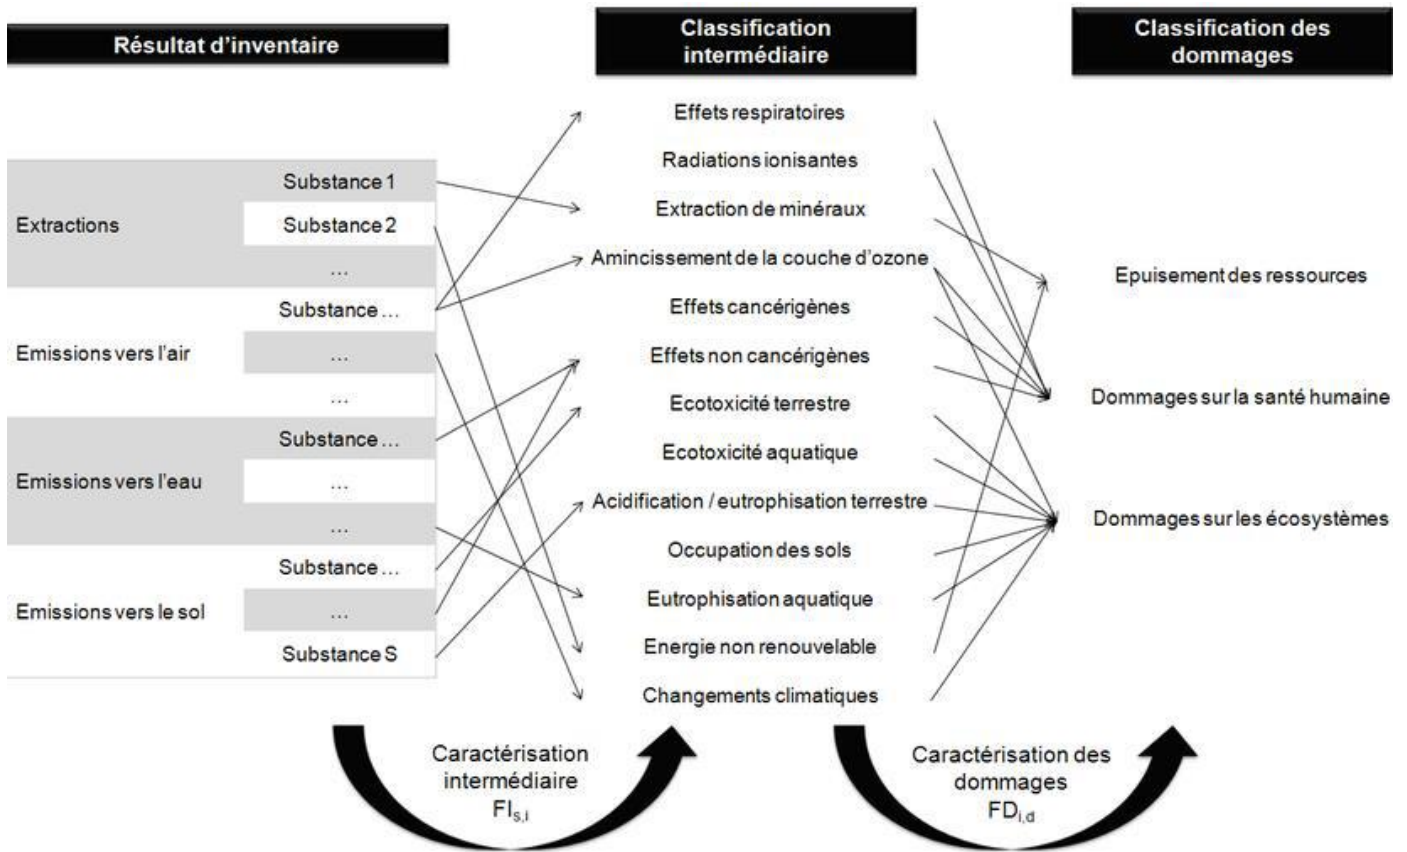 Résultat d'inventaire
Classification
intermédiaire
Classification des
dommages
Extractions
Substance 1
Substance 2
...
Emissions vers l'air
Substance ...
...
...
Emissions vers l'eau
Substance ...
...
...
Emissions vers le sol
Substance ...
...
Substance S
Effets respiratoires
Radiations ionisantes
Extraction de minéraux
Amincissement de la couche d'ozone
Effets cancérigènes
Effets non cancérigènes
Ecotoxicité terrestre
Ecotoxicité aquatique
Acidification / eutrophisation terrestre
Occupation des sols
Eutrophisation aquatique
Energie non renouvelable
Changements climatiques
Epuisement des ressources
Dommages sur la santé humaine
Dommages sur les écosystèmes
Caractérisation
intermédiaire
FIs,i
Caractérisation des
dommages
FDi,d